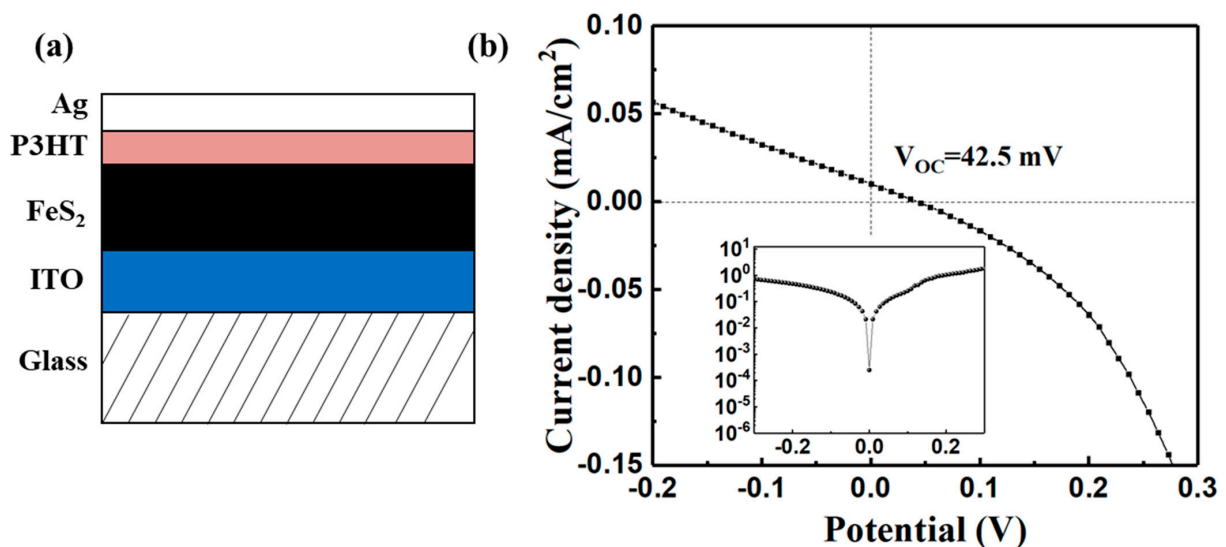 (a)
Ag
P3HT
FeS₂
ITO
Glass
(b)
Current density (mA/cm²)
0.10
0.05
0.00
-0.05
-0.10
-0.15
V_OC=42.5 mV
10¹
10⁰
10⁻¹
10⁻²
10⁻³
10⁻⁴
10⁻⁵
10⁻⁶
-0.2 0.0 0.2
-0.2 -0.1 0.0 0.1 0.2 0.3
Potential (V)